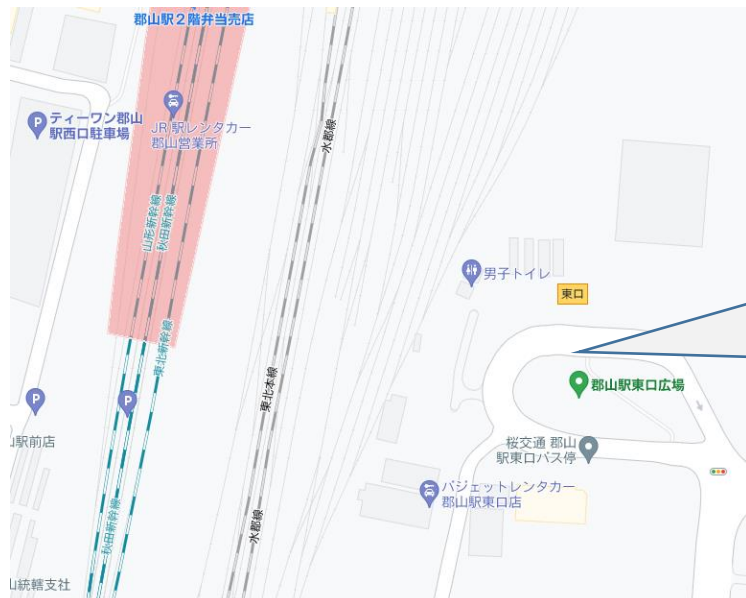 郡山駅2階弁当売店
ティーワン郡山
駅西口駐車場
JR 駅レンタカー
郡山営業所
水郡線
山形新幹線
秋田新幹線
男子トイレ
東口
東北新幹線
東北本線
郡山駅東口広場
山駅前店
桜交通 郡山
駅東口バス停
バジェットレンタカー
郡山駅東口店
秋田新幹線
水郡線
山統轄支社